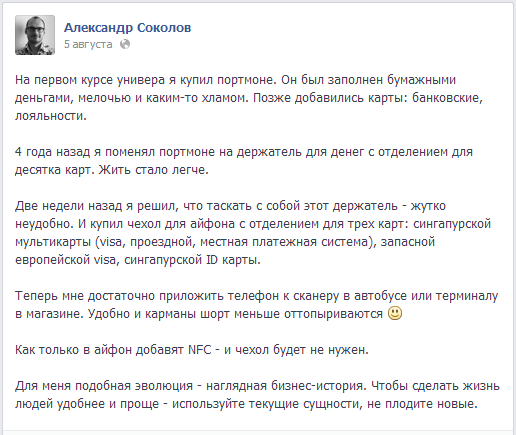 Александр Соколов
5 августа
На первом курсе универа я купил портмоне. Он был заполнен бумажными
деньгами, мелочью и каким-то хламом. Позже добавились карты: банковские,
лояльности.
4 года назад я поменял портмоне на держатель для денег с отделением для
десятка карт. Жить стало легче.
Две недели назад я решил, что таскать с собой этот держатель - жутко
неудобно. И купил чехол для айфона с отделением для трех карт: сингапурской
мультикарты (visa, проездной, местная платежная система), запасной
европейской visa, сингапурской ID карты.
Теперь мне достаточно приложить телефон к сканеру в автобусе или терминалу
в магазине. Удобно и карманы шорт меньше оттопыриваются
Как только в айфон добавят NFC - и чехол будет не нужен.
Для меня подобная эволюция - наглядная бизнес-история. Чтобы сделать жизнь
людей удобнее и проще - используйте текущие сущности, не плодите новые.